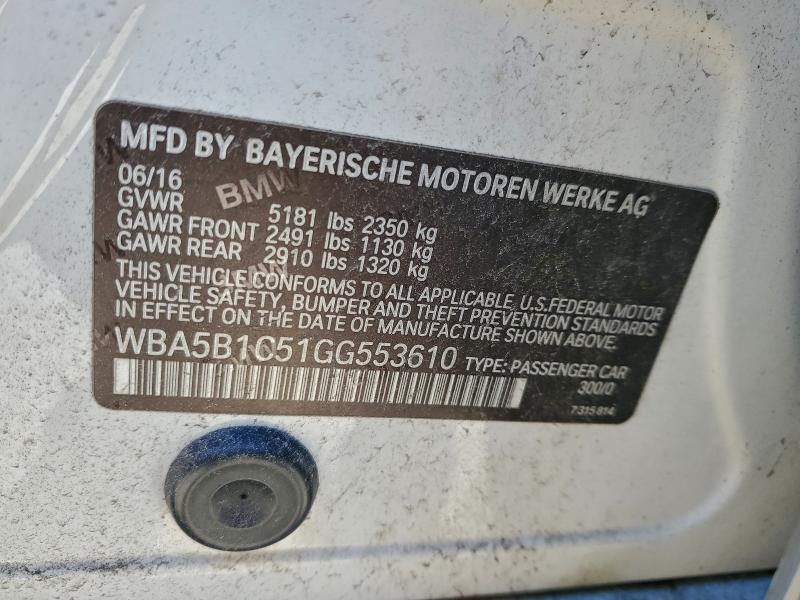 MFD BY BAYERISCHE MOTOREN WERKE AG
06/16 BMW
GVWR 5181 lbs 2350 kg
GAWR FRONT 2491 lbs 1130 kg
GAWR REAR 2910 lbs 1320 kg
THIS VEHICLE CONFORMS TO ALL APPLICABLE U.S.FEDERAL MOTOR
VEHICLE SAFETY, BUMPER AND THEFT PREVENTION STANDARDS
IN EFFECT ON THE DATE OF MANUFACTURE SHOWN ABOVE.
WBA5B1C51GG553610 TYPE: PASSENGER CAR
300/0
7315814